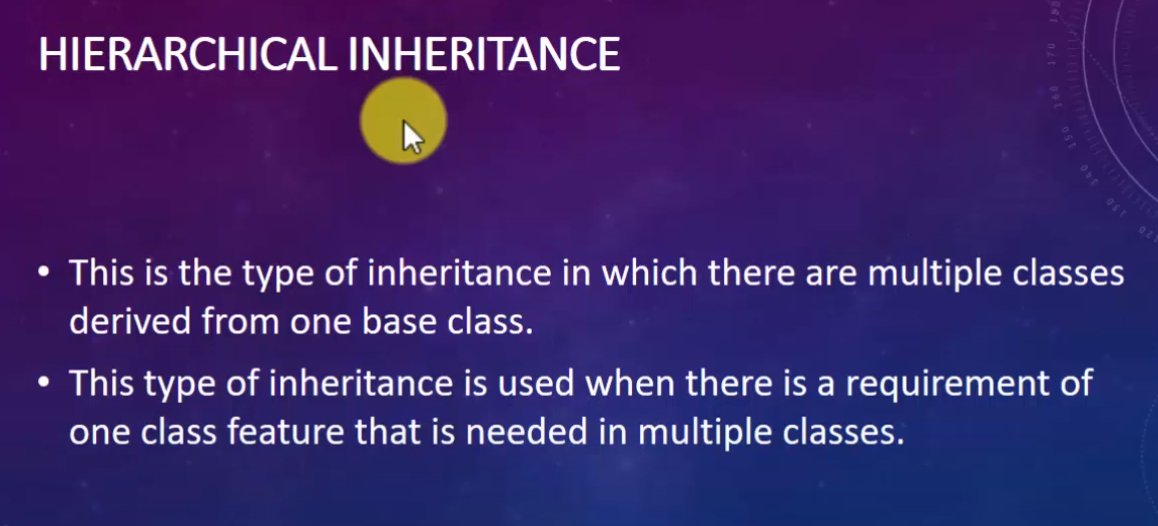 HIERARCHICAL INHERITANCE
• This is the type of inheritance in which there are multiple classes
derived from one base class.
• This type of inheritance is used when there is a requirement of
one class feature that is needed in multiple classes.